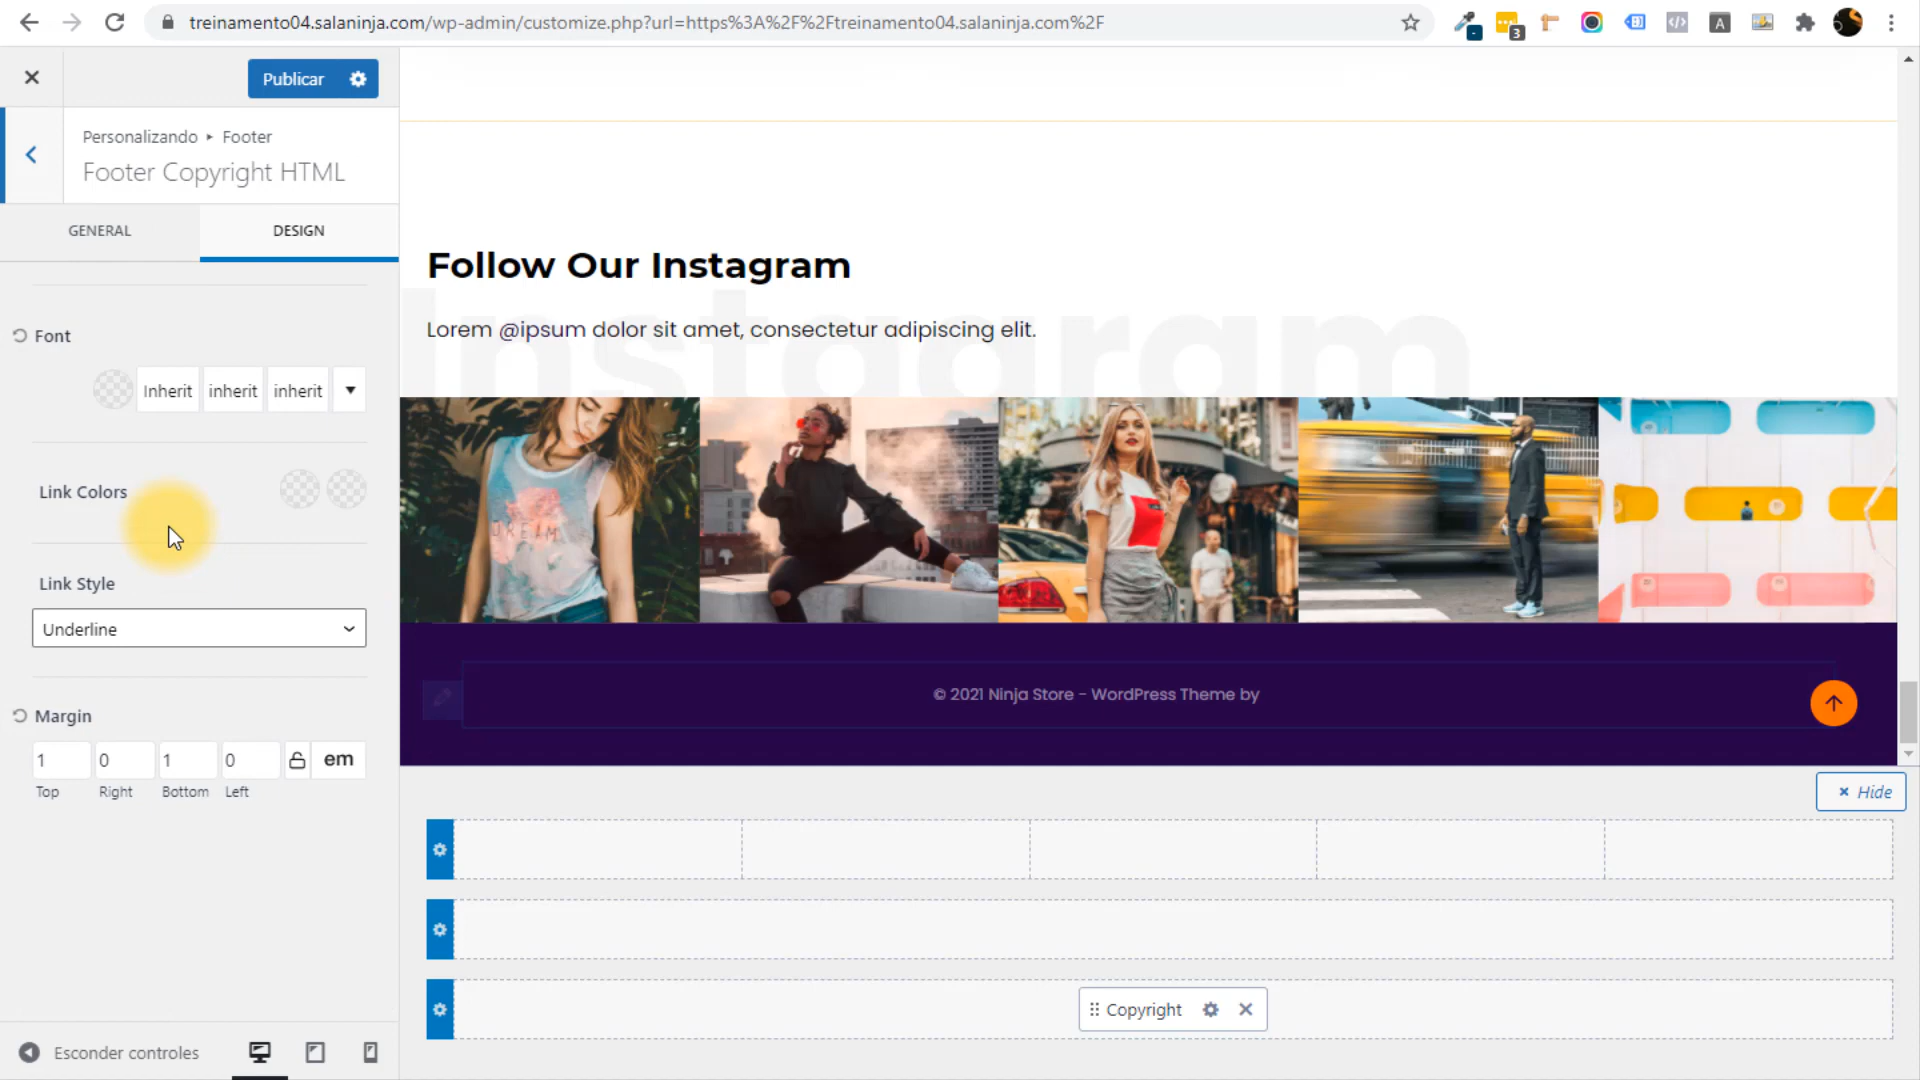 treinamento04.salaninja.com/wp-admin/customize.php?url=https%3A%2F%2Ftreinamento04.salaninja.com%2F
3
A
Publicar
Personalizando ▸ Footer
Footer Copyright HTML
GENERAL
DESIGN
Font
Inherit
inherit
inherit
Link Colors
Link Style
Underline
Margin
1
0
1
0
em
Top
Right
Bottom
Left
Esconder controles
Instagram
Follow Our Instagram
Lorem @ipsum dolor sit amet, consectetur adipiscing elit.
DREAM
© 2021 Ninja Store - WordPress Theme by
× Hide
Copyright